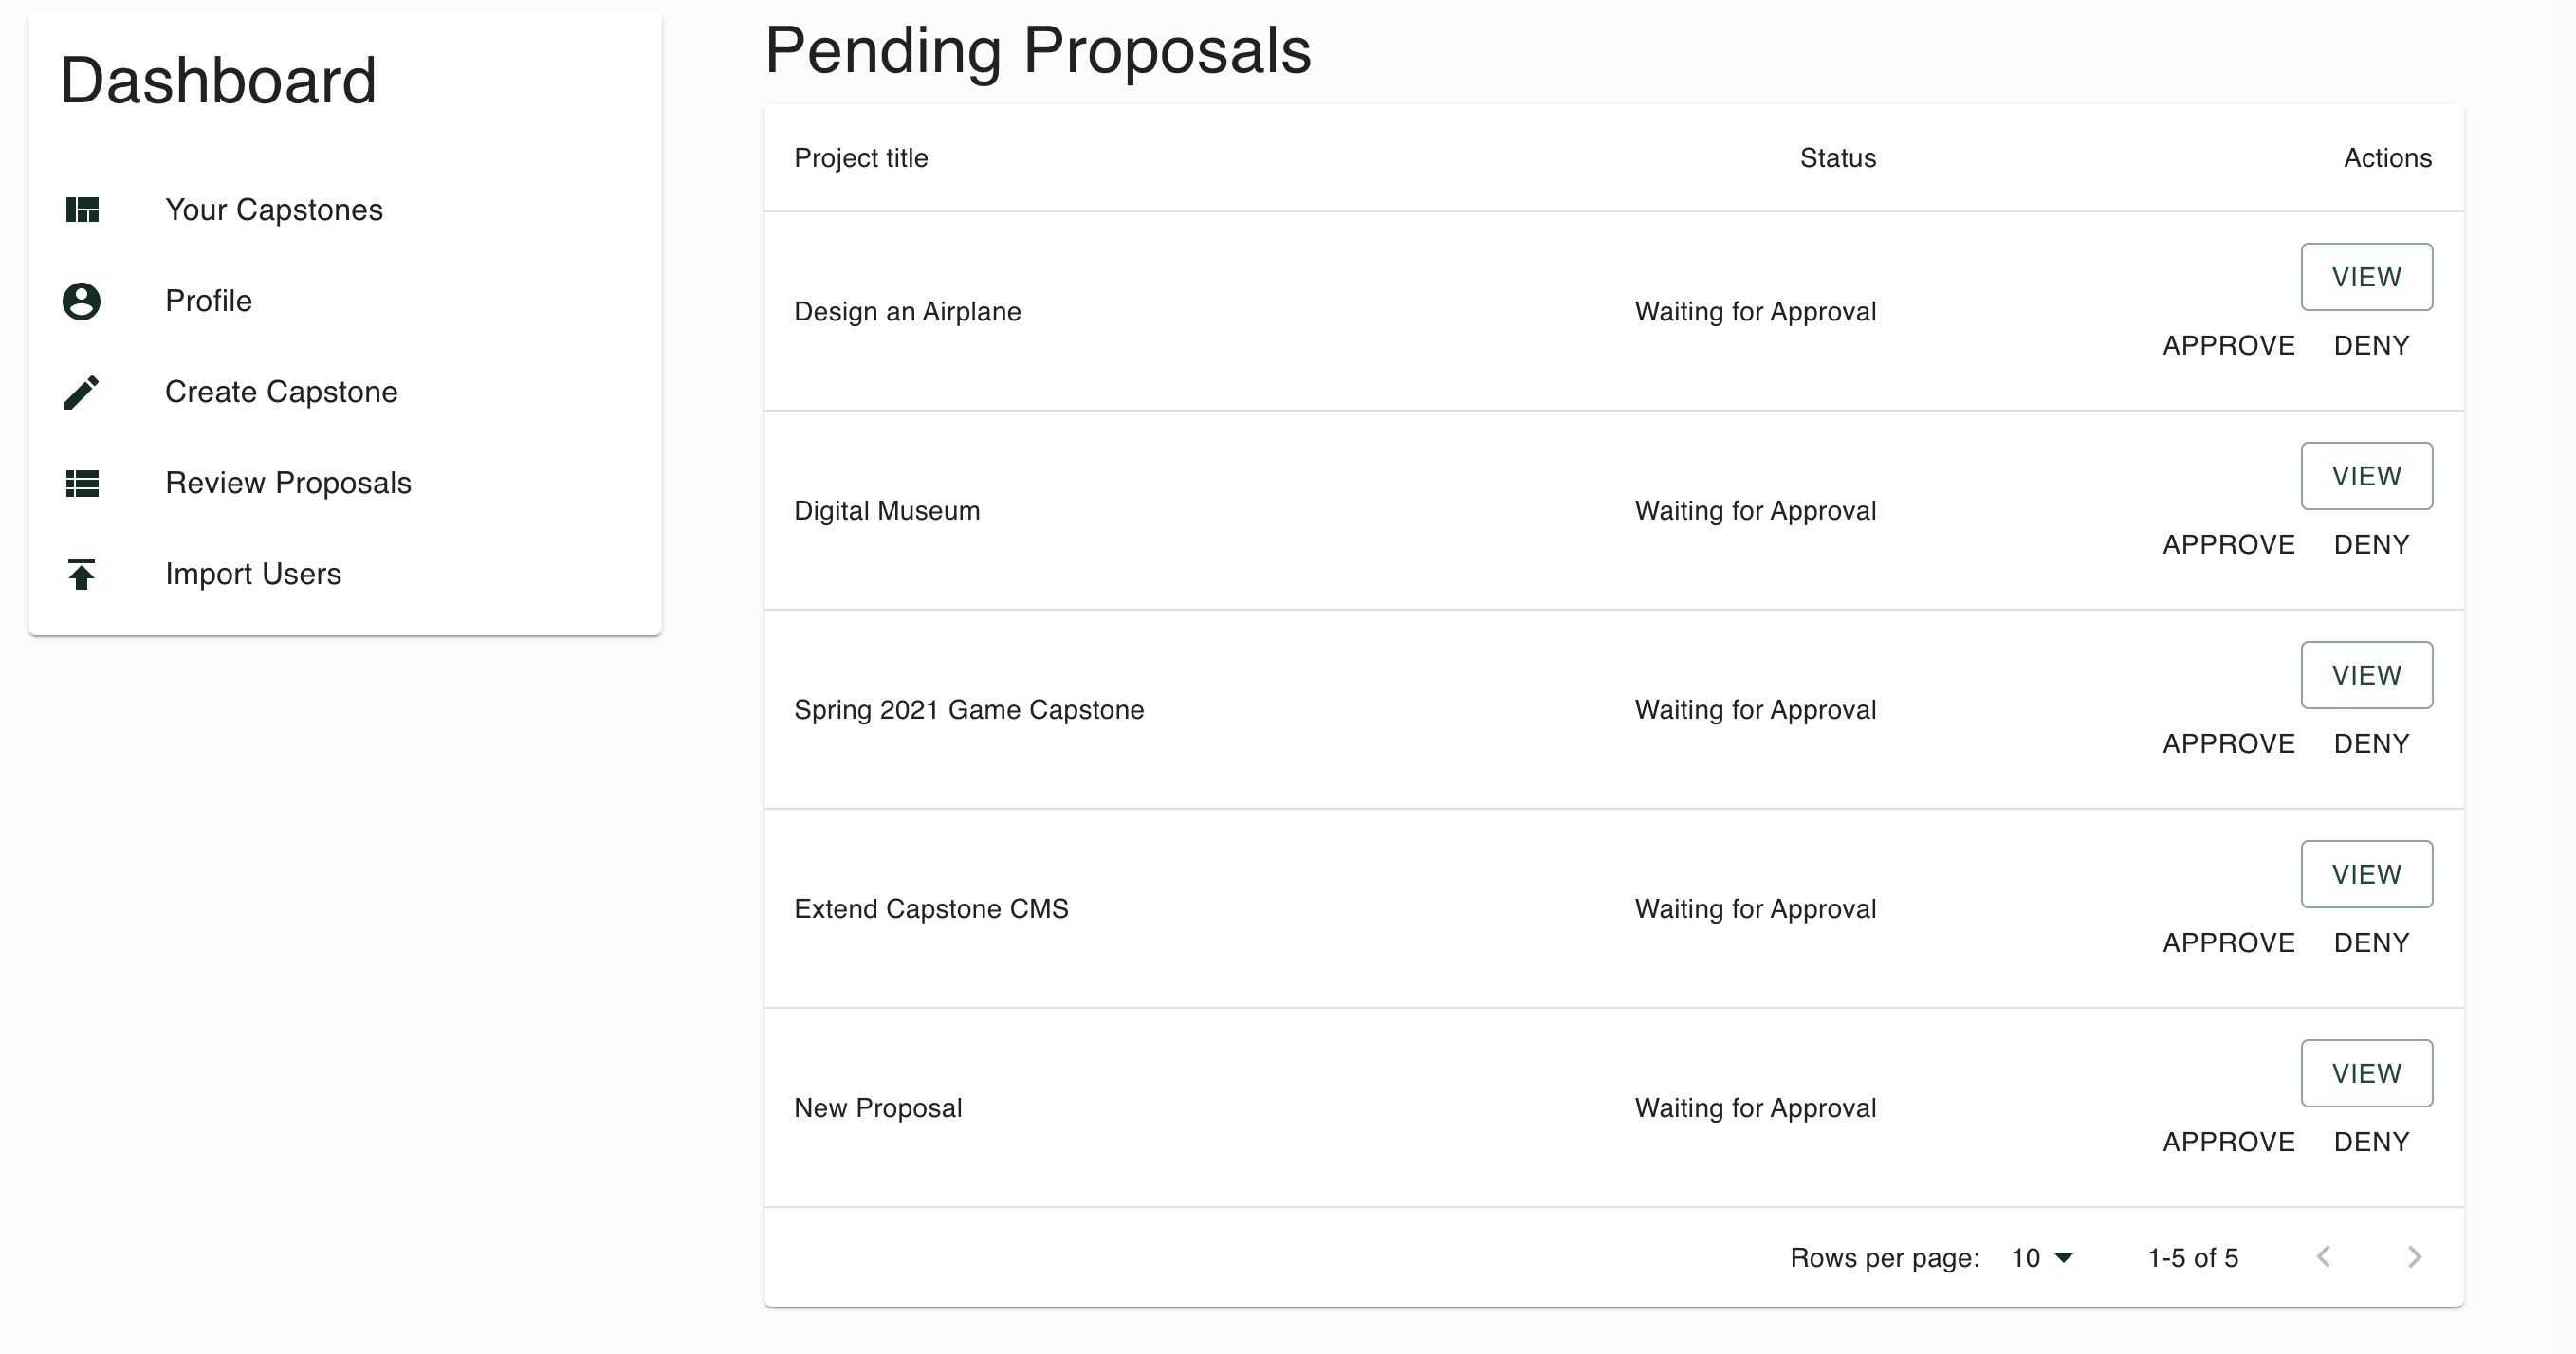 Dashboard
Your Capstones
Profile
Create Capstone
Review Proposals
Import Users
Pending Proposals
Project title Status Actions
VIEW
Design an Airplane Waiting for Approval
APPROVE DENY
VIEW
Digital Museum Waiting for Approval
APPROVE DENY
VIEW
Spring 2021 Game Capstone Waiting for Approval
APPROVE DENY
VIEW
Extend Capstone CMS Waiting for Approval
APPROVE DENY
VIEW
New Proposal Waiting for Approval
APPROVE DENY
Rows per page: 10 1-5 of 5